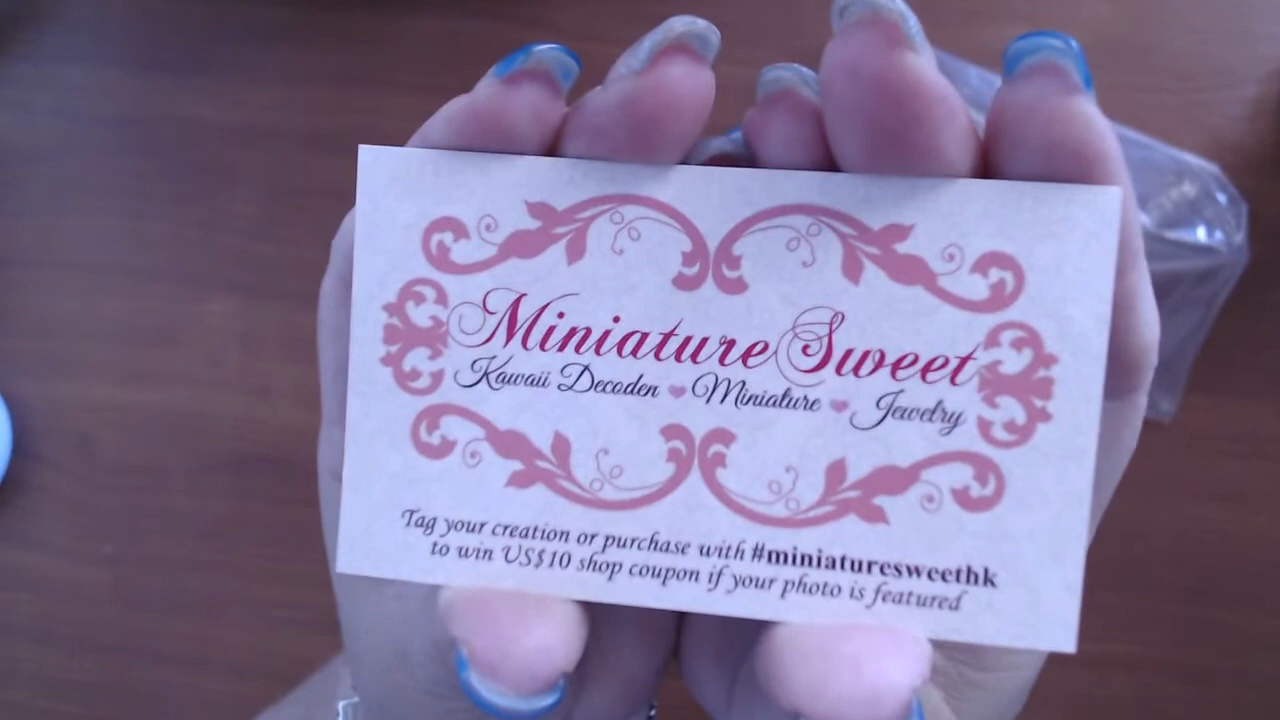 Miniature Sweet
Kawaii Decoden ❤ Miniature ❤ Jewelry
Tag your creation or purchase with #miniaturesweethk
to win US$10 shop coupon if your photo is featured